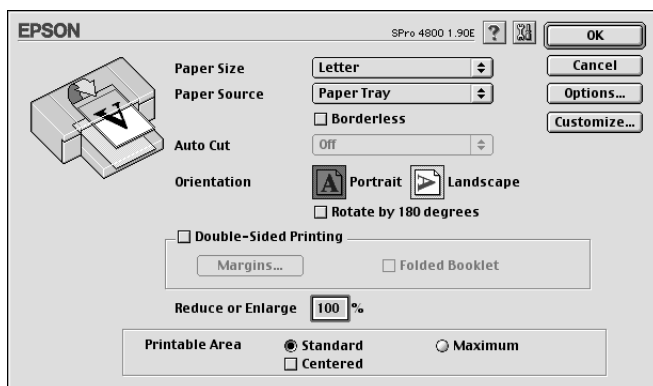 EPSON
SPro 4800 1.90E ?
OK
Paper Size Letter
Cancel
Paper Source Paper Tray
Options...
Borderless
Customize...
Auto Cut Off
Orientation A Portrait A Landscape
Rotate by 180 degrees
Double-Sided Printing
Margins... Folded Booklet
Reduce or Enlarge 100 %
Printable Area Standard Maximum
Centered
A